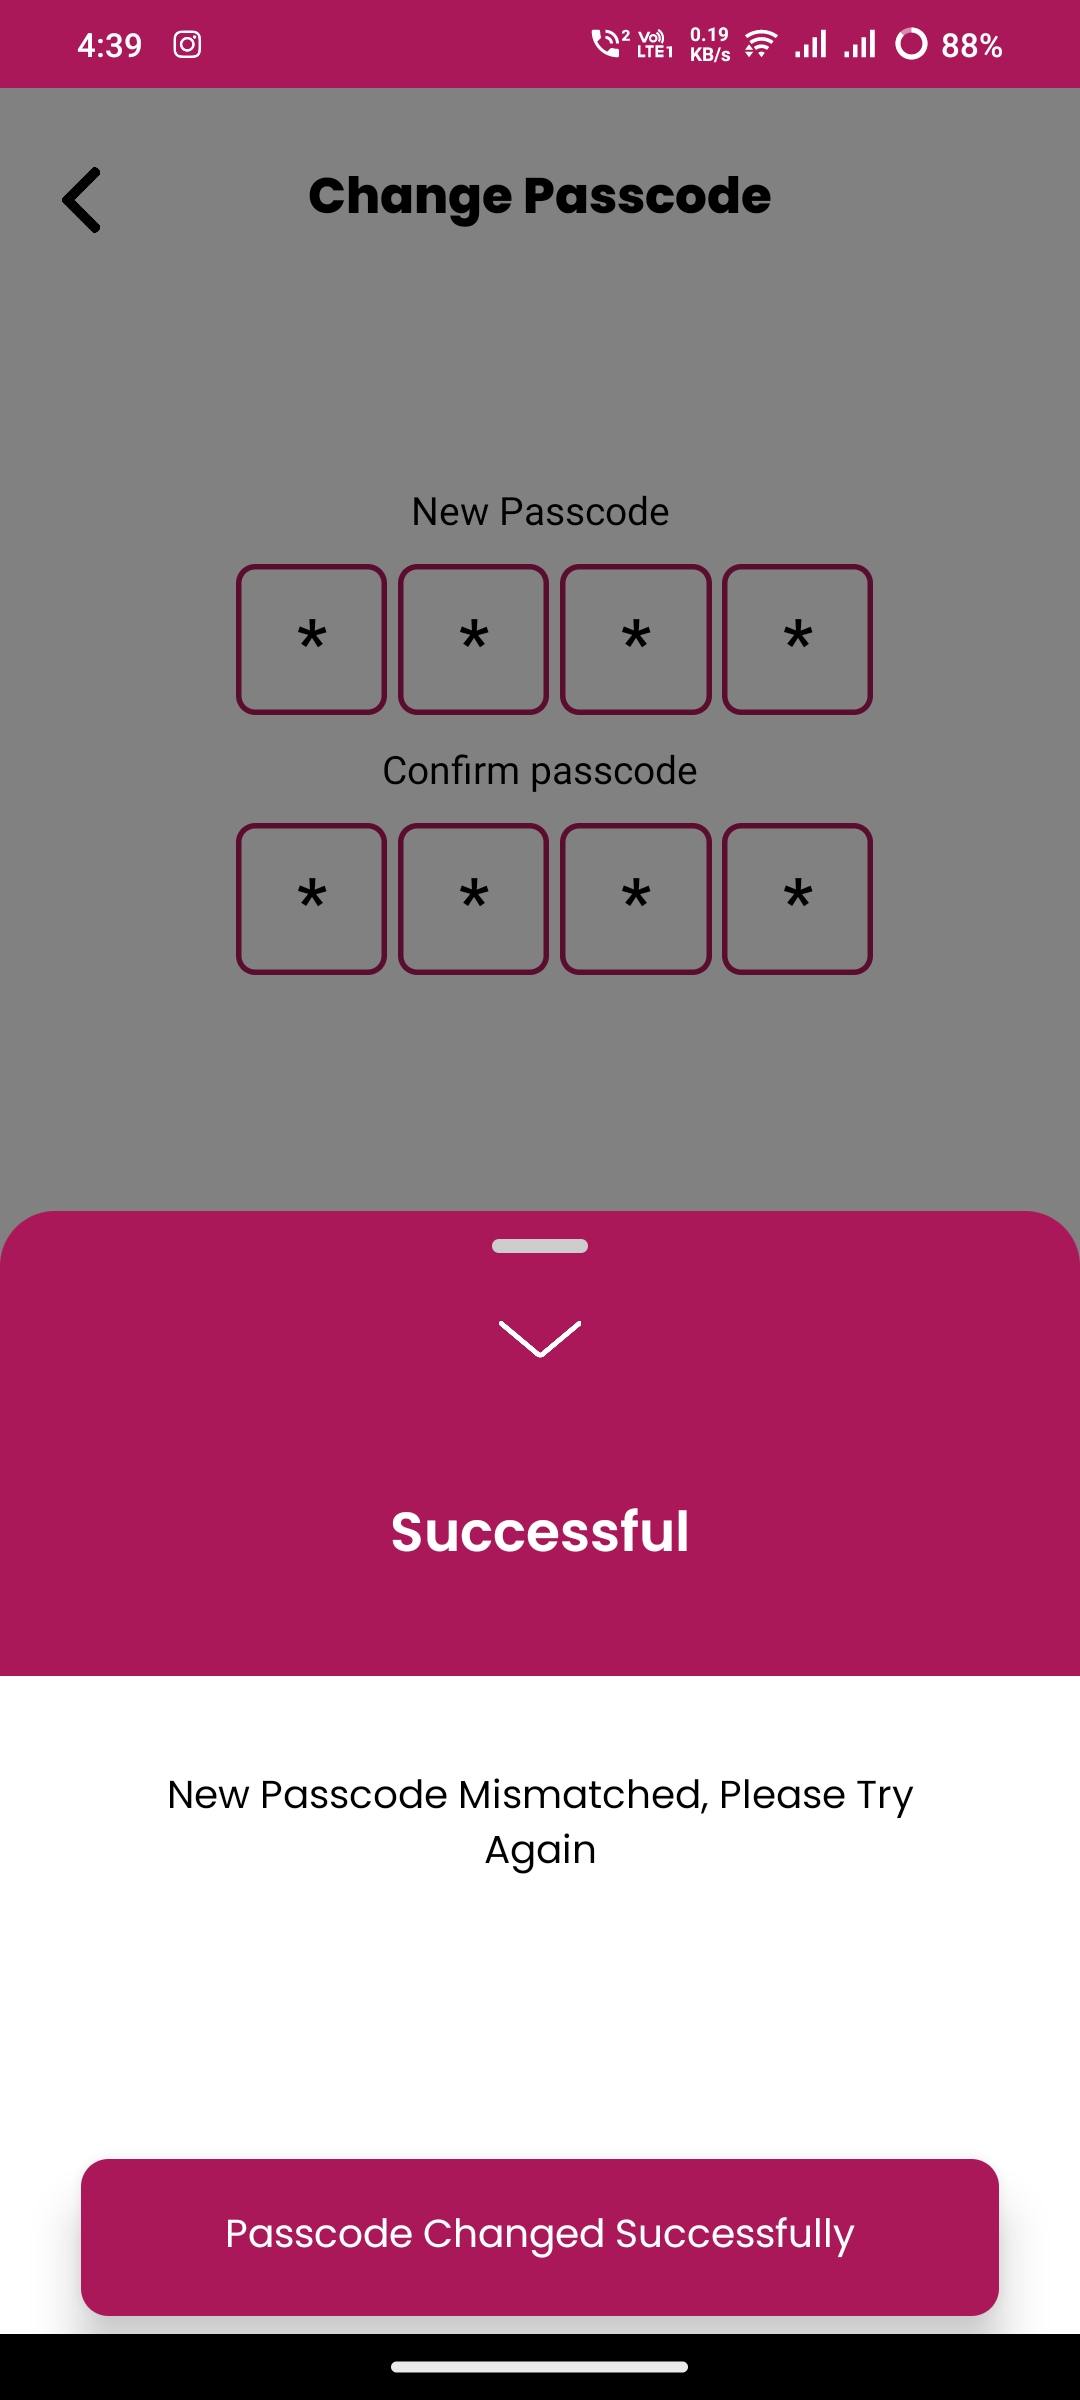 4:39
2
Vo)) LTE1
0.19 KB/s
88%
Change Passcode
New Passcode
* * * *
Confirm passcode
* * * *
Successful
New Passcode Mismatched, Please Try
Again
Passcode Changed Successfully